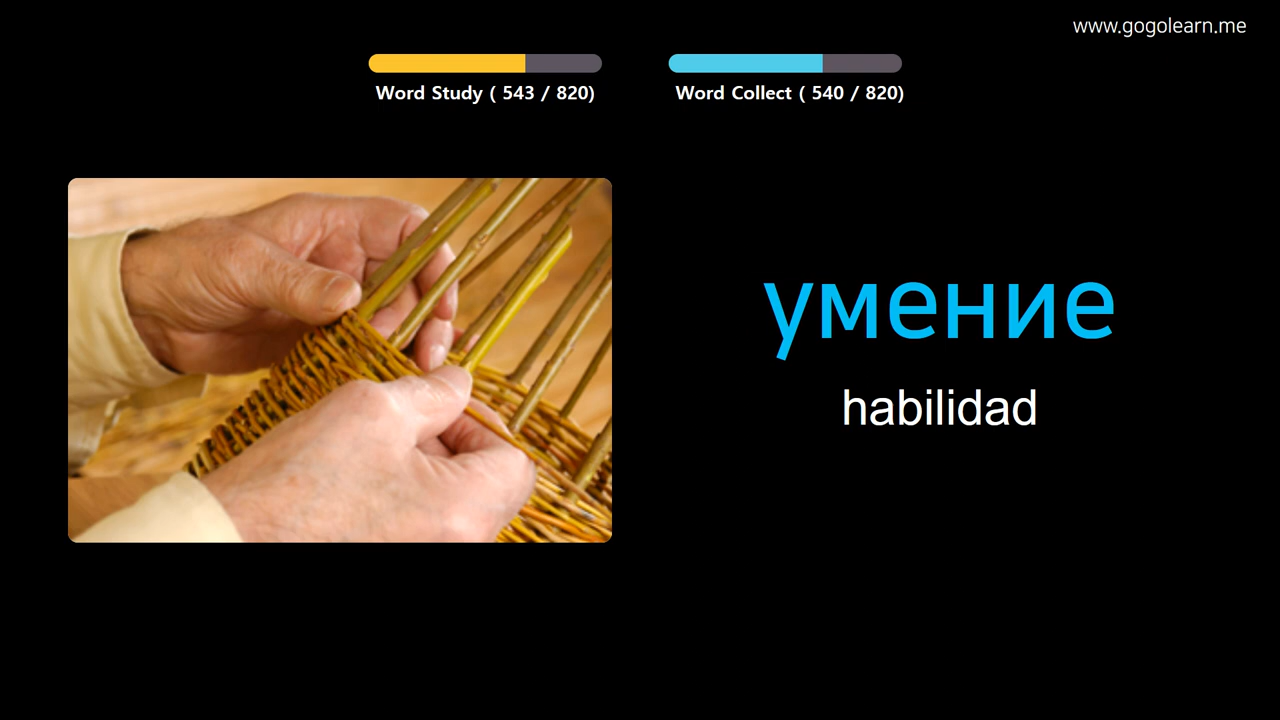 www.gogolearn.me
Word Study ( 543 / 820)
Word Collect ( 540 / 820)
умение
habilidad